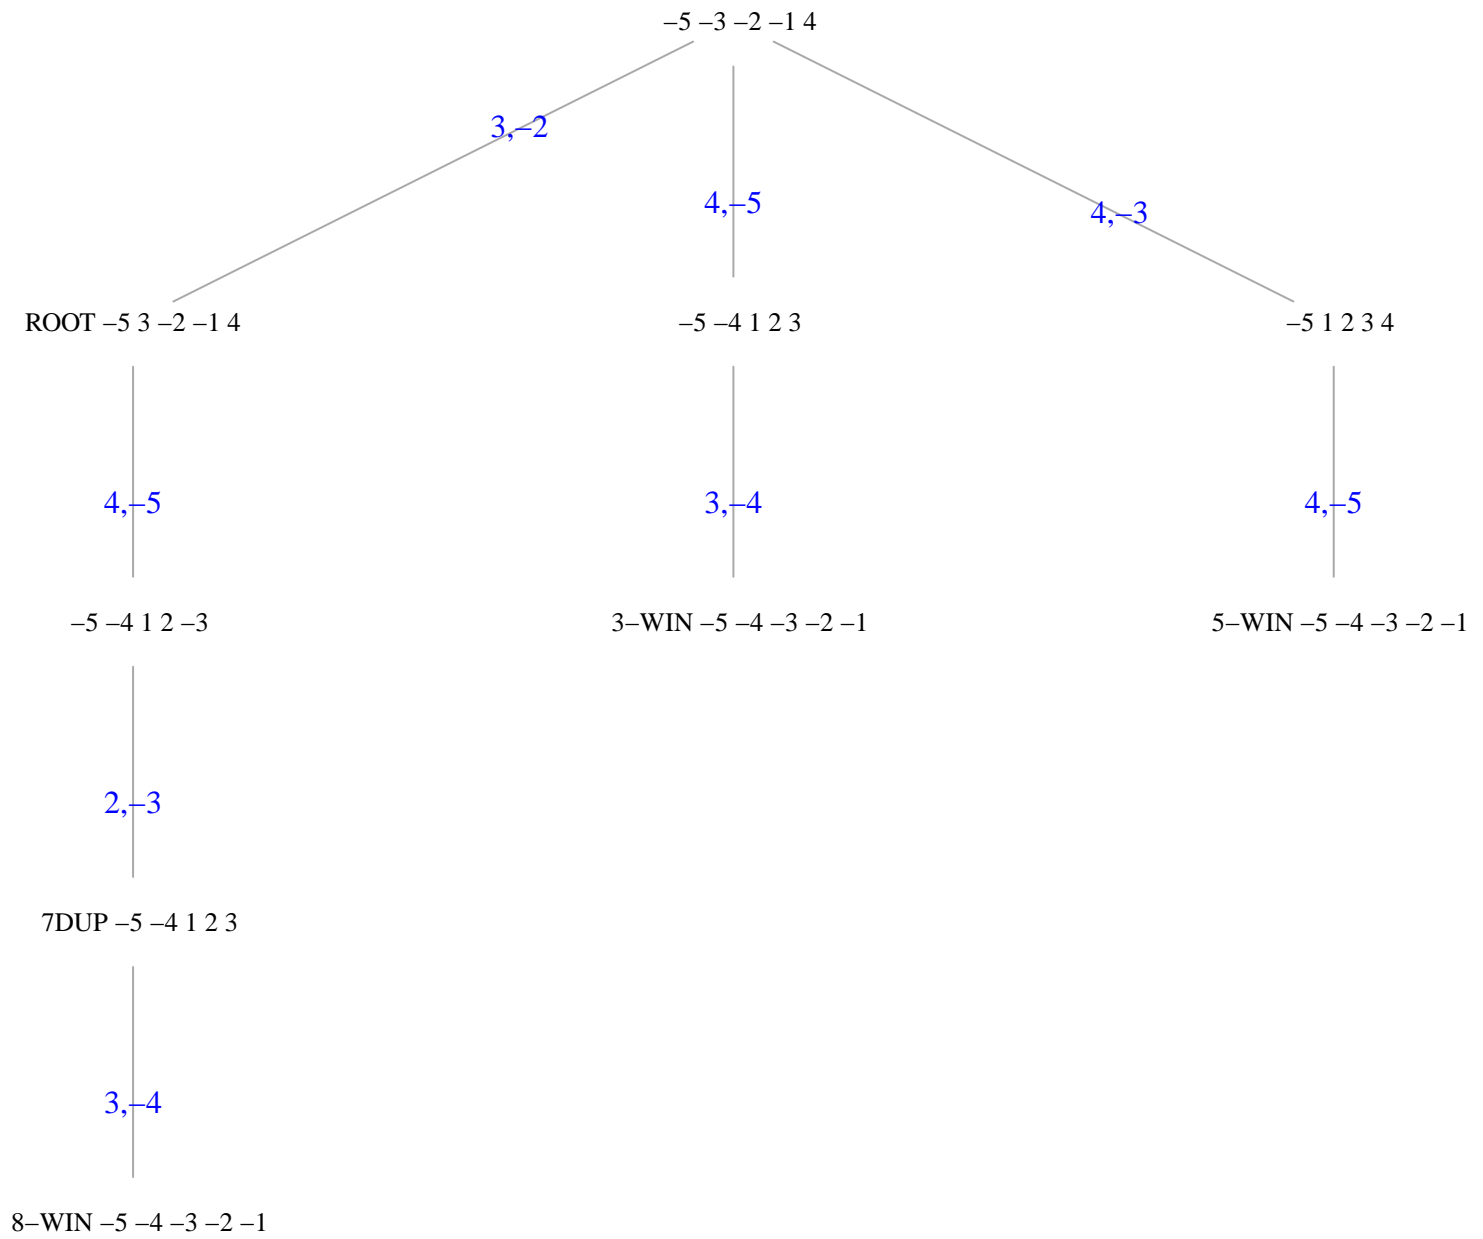 –5 –3 –2 –1 4
3,–2
4,–5
4,–3
ROOT –5 3 –2 –1 4
–5 –4 1 2 3
–5 1 2 3 4
4,–5
3,–4
4,–5
–5 –4 1 2 –3
3–WIN –5 –4 –3 –2 –1
5–WIN –5 –4 –3 –2 –1
2,–3
7DUP –5 –4 1 2 3
3,–4
8–WIN –5 –4 –3 –2 –1